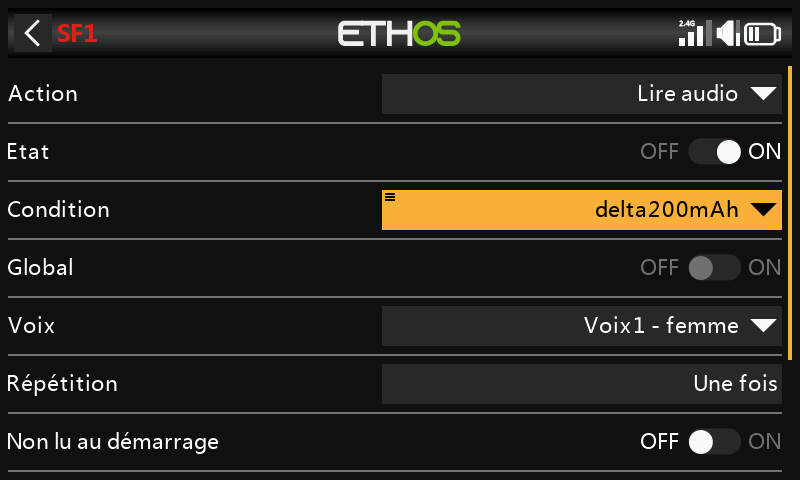 SF1 ETHOS 2.4G
Action Lire audio
Etat OFF ON
Condition delta200mAh
Global OFF ON
Voix Voix1 - femme
Répétition Une fois
Non lu au démarrage OFF ON